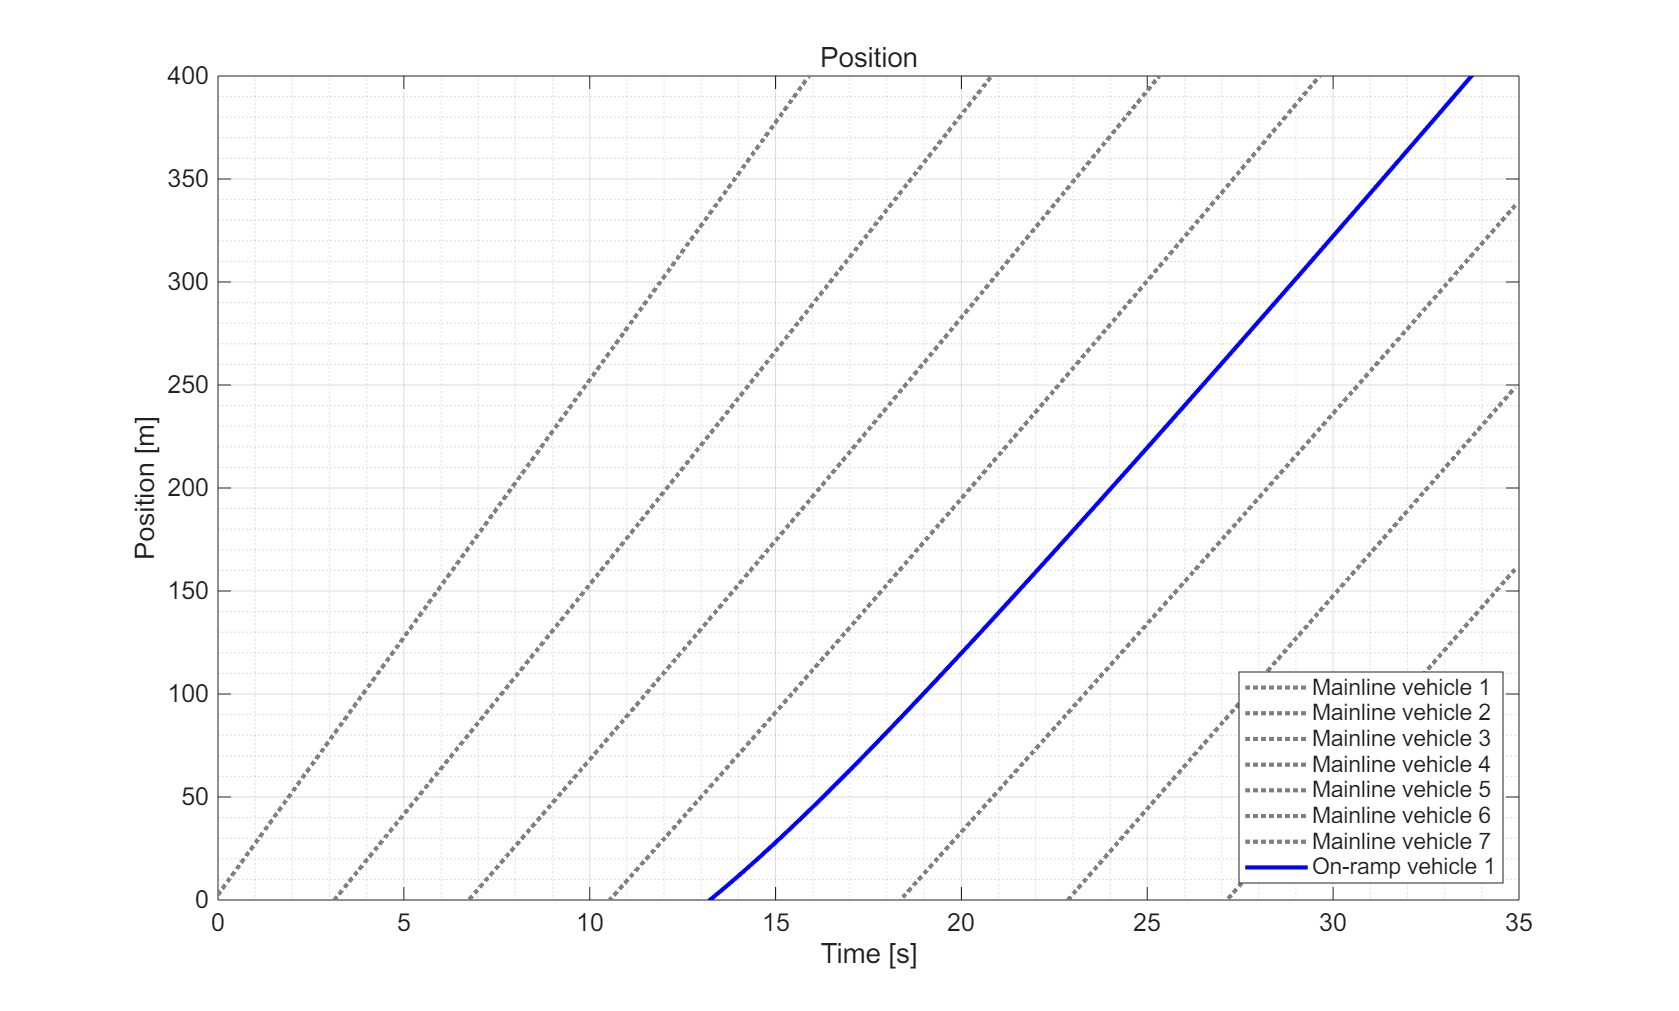 Position
400
350
300
250
200
150
100
50
0
Position [m]
0 5 10 15 20 25 30 35
Time [s]
Mainline vehicle 1
Mainline vehicle 2
Mainline vehicle 3
Mainline vehicle 4
Mainline vehicle 5
Mainline vehicle 6
Mainline vehicle 7
On-ramp vehicle 1